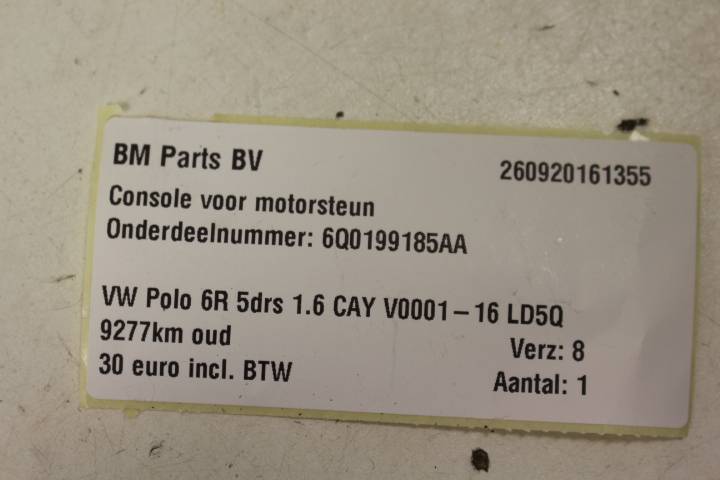 BM Parts BV 260920161355
Console voor motorsteun
Onderdeelnummer: 6Q0199185AA
VW Polo 6R 5drs 1.6 CAY V0001-16 LD5Q
9277km oud Verz: 8
30 euro incl. BTW Aantal: 1